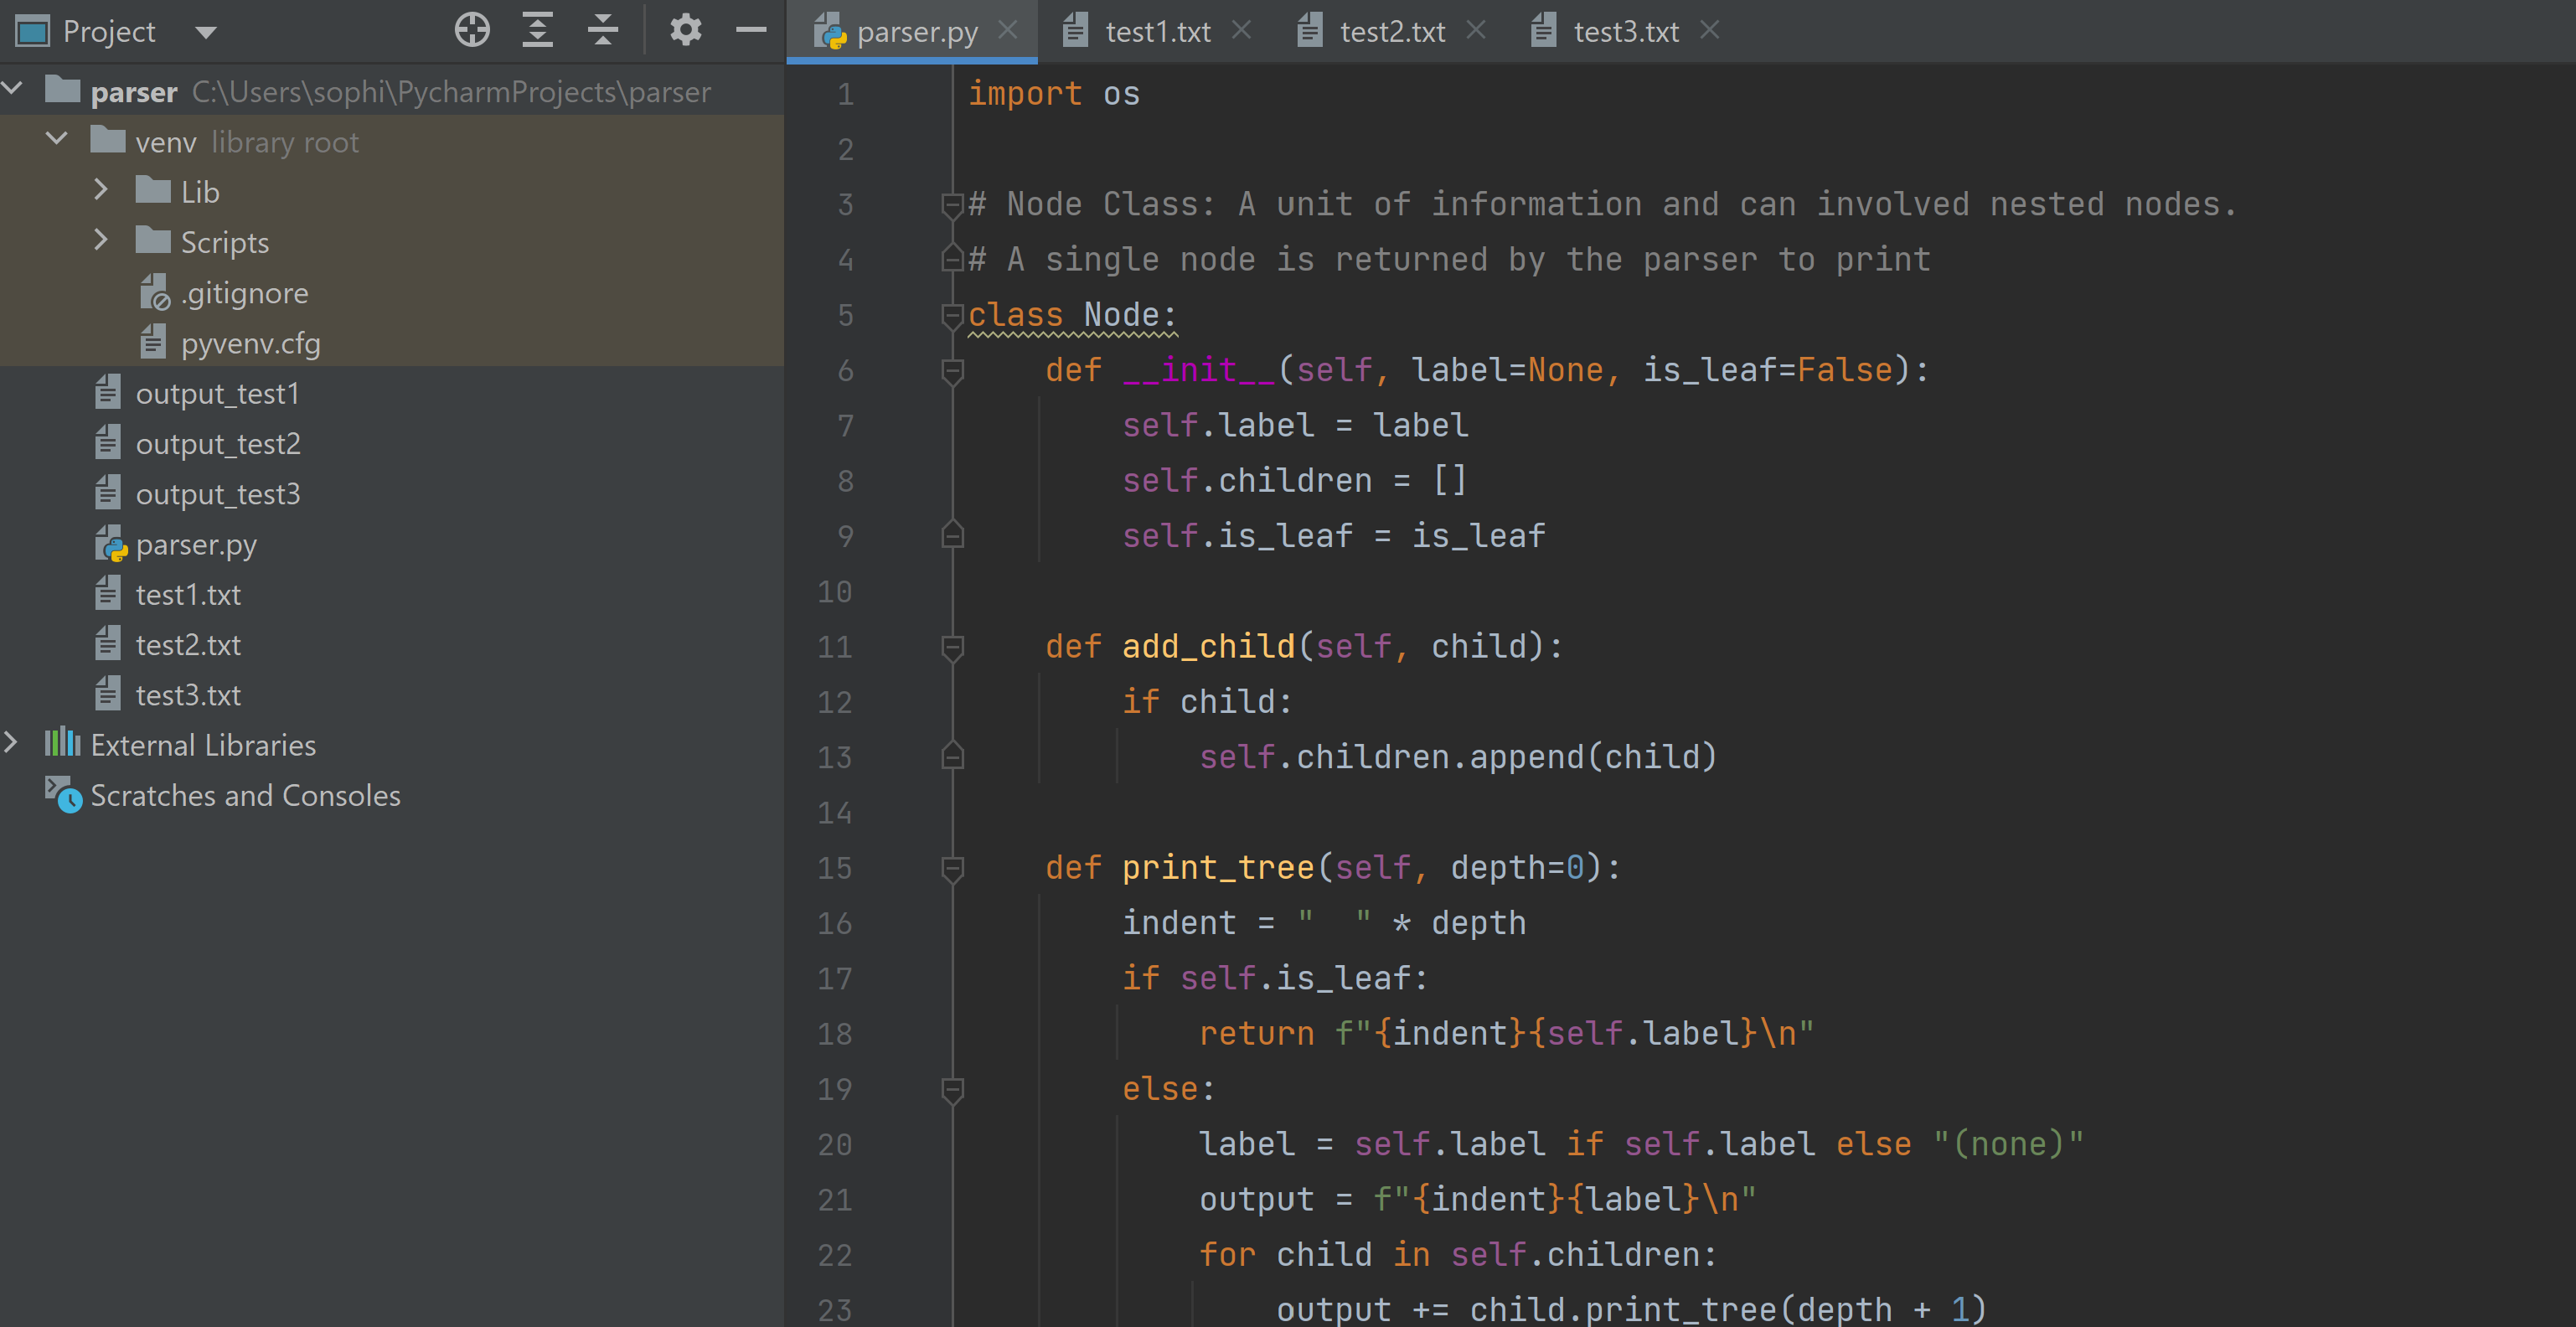 Project
parser C:\Users\sophi\PycharmProjects\parser
venv library root
Lib
Scripts
.gitignore
pyvenv.cfg
output_test1
output_test2
output_test3
parser.py
test1.txt
test2.txt
test3.txt
External Libraries
Scratches and Consoles
parser.py test1.txt test2.txt test3.txt
1 import os
2
3 # Node Class: A unit of information and can involved nested nodes.
4 # A single node is returned by the parser to print
5 class Node:
6     def __init__(self, label=None, is_leaf=False):
7         self.label = label
8         self.children = []
9         self.is_leaf = is_leaf
10
11     def add_child(self, child):
12         if child:
13             self.children.append(child)
14
15     def print_tree(self, depth=0):
16         indent = "  " * depth
17         if self.is_leaf:
18             return f"{indent}{self.label}\n"
19         else:
20             label = self.label if self.label else "(none)"
21             output = f"{indent}{label}\n"
22             for child in self.children:
23                 output += child.print_tree(depth + 1)